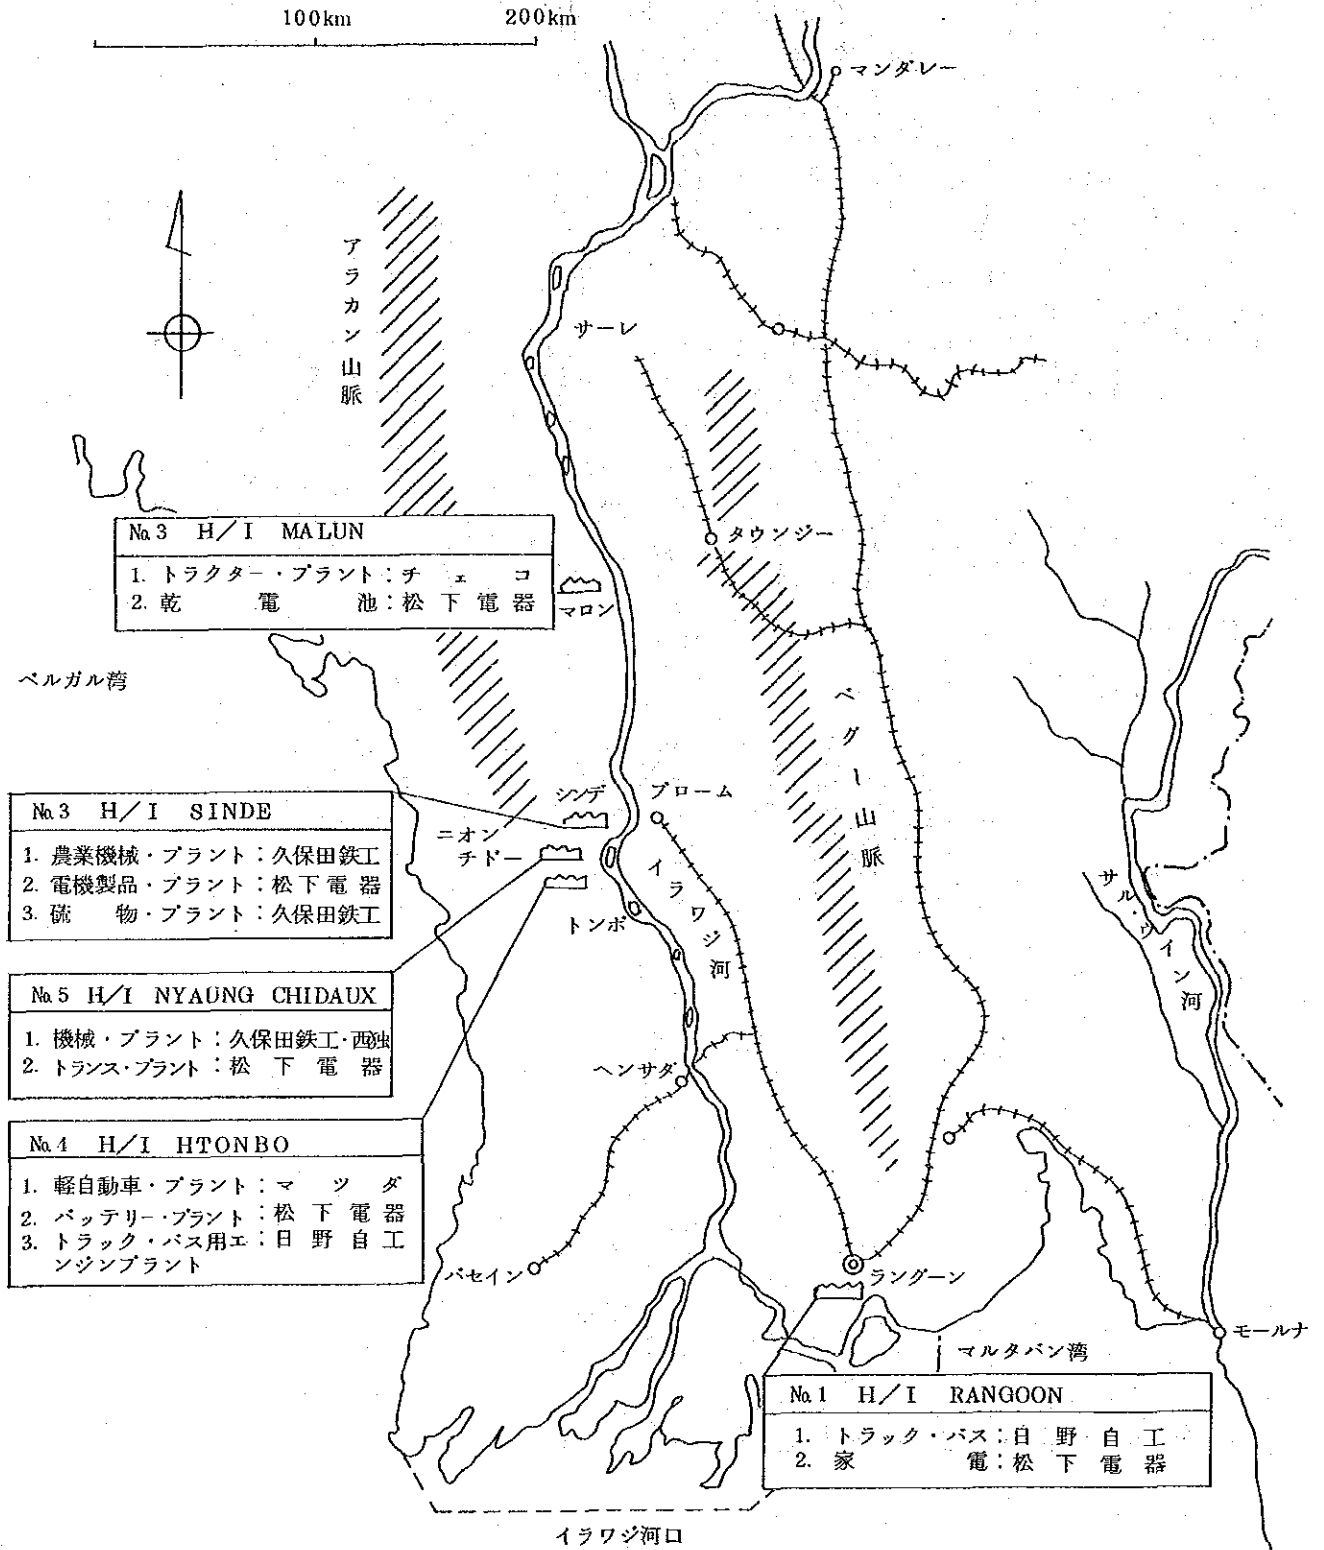 100km 200km
マンダレー
アラカン山脈
サーレ
タウンジー
No.3 H/I MALUN
1. トラクター・プラント：チェコ
2. 乾電池：松下電器
マロン
ベルガル湾
ペグー山脈
No.3 H/I SINDE
1. 農業機械・プラント：久保田鉄工
2. 電機製品・プラント：松下電器
3. 硫物・プラント：久保田鉄工
シンデ
プローム
ニオン
チドー
トンボ
イラワジ河
サルウィン河
No.5 H/I NYAUNG CHIDAUX
1. 機械・プラント：久保田鉄工・西独
2. トランス・プラント：松下電器
ヘンサダ
No.4 H/I HTONBO
1. 軽自動車・プラント：マツダ
2. バッテリー・プラント：松下電器
3. トラック・バス用エ：日野自工
ンジンプラント
バセイン
ラングーン
モールナ
マルタバン湾
No.1 H/I RANGOON
1. トラック・バス：日野自工
2. 家電：松下電器
イラワジ河口